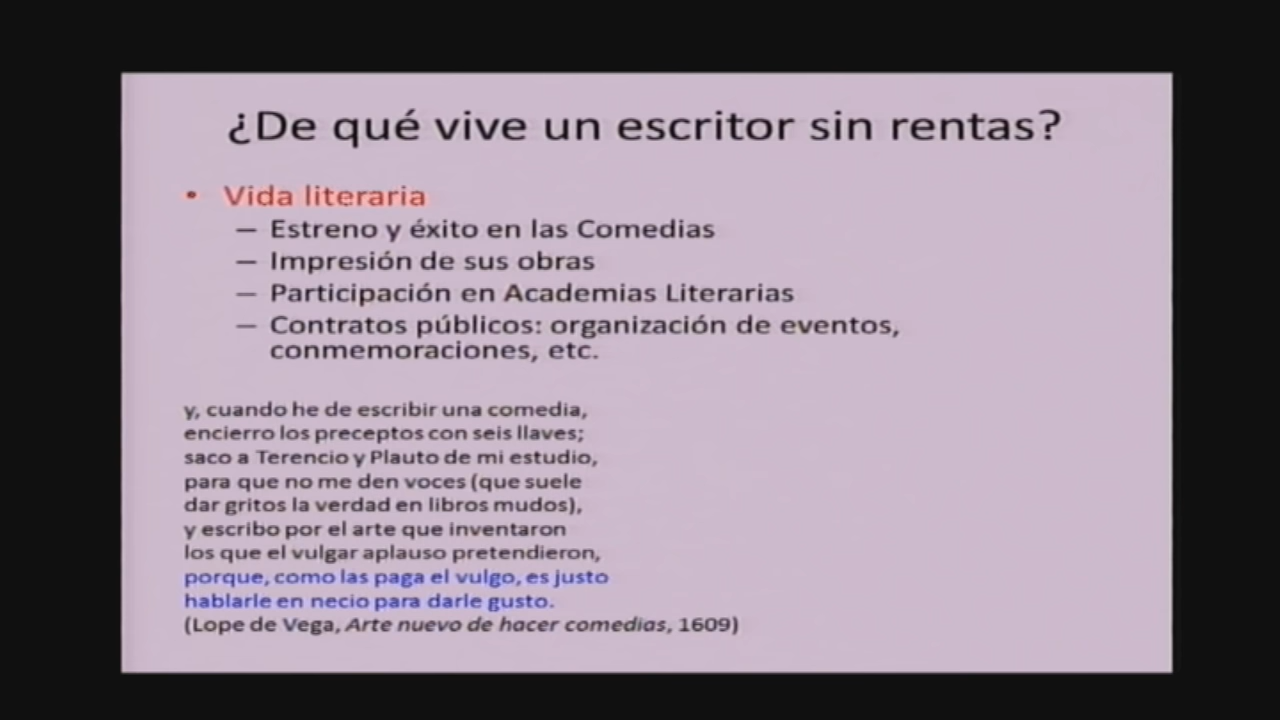 ¿De qué vive un escritor sin rentas?
• Vida literaria
– Estreno y éxito en las Comedias
– Impresión de sus obras
– Participación en Academias Literarias
– Contratos públicos: organización de eventos,
conmemoraciones, etc.
y, cuando he de escribir una comedia,
encierro los preceptos con seis llaves;
saco a Terencio y Plauto de mi estudio,
para que no me den voces (que suele
dar gritos la verdad en libros mudos),
y escribo por el arte que inventaron
los que el vulgar aplauso pretendieron,
porque, como las paga el vulgo, es justo
hablarle en necio para darle gusto.
(Lope de Vega, Arte nuevo de hacer comedias, 1609)